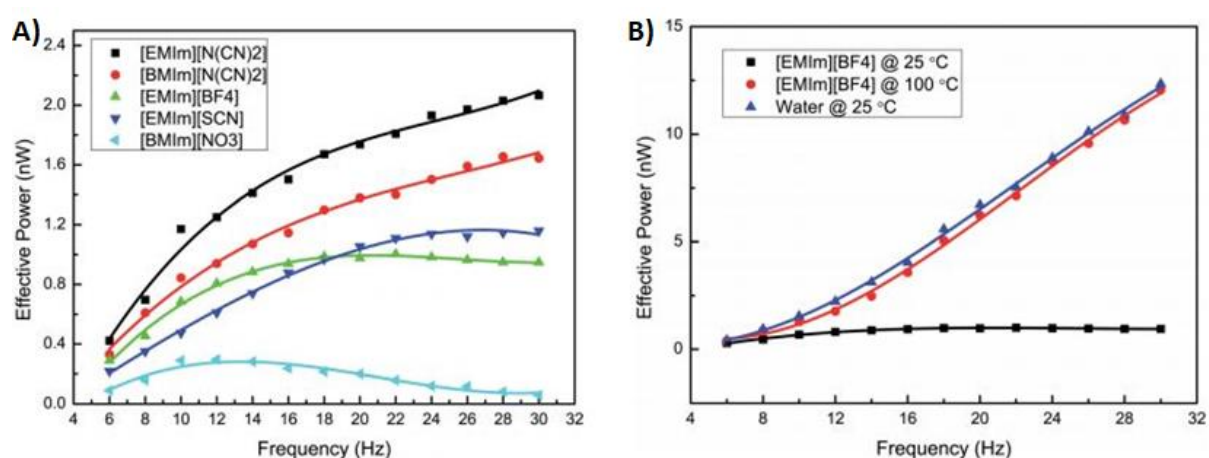 A)
[EMIm][N(CN)2]
[BMIm][N(CN)2]
[EMIm][BF4]
[EMIm][SCN]
[BMIm][NO3]
Effective Power (nW)
2.4
2.0
1.6
1.2
0.8
0.4
0.0
4 6 8 10 12 14 16 18 20 22 24 26 28 30 32
Frequency (Hz)
B)
[EMIm][BF4] @ 25 °C
[EMIm][BF4] @ 100 °C
Water @ 25 °C
Effective Power (nW)
15
10
5
0
4 8 12 16 20 24 28 32
Frequency (Hz)